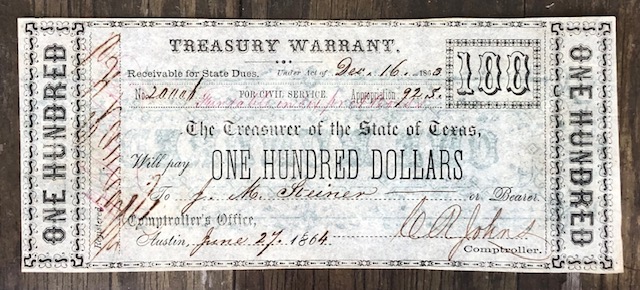 TREASURY WARRANT.
Receivable for State Dues. Under Act of Dec. 16. 1863
100
No. FOR CIVIL SERVICE. Appropriation
The Treasurer of the State of Texas,
Will pay ONE HUNDRED DOLLARS
To J. M. Steiner or Bearer
Comptroller's Office,
Austin, June 27. 1864.
C R Johns
Comptroller.
ONE HUNDRED
ONE HUNDRED
Registered